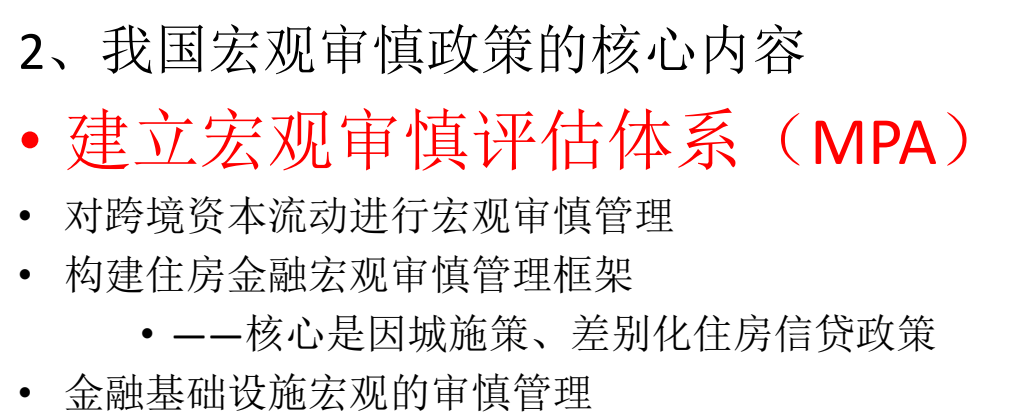 2、我国宏观审慎政策的核心内容
• 建立宏观审慎评估体系（MPA）
• 对跨境资本流动进行宏观审慎管理
• 构建住房金融宏观审慎管理框架
• ——核心是因城施策、差别化住房信贷政策
• 金融基础设施宏观的审慎管理